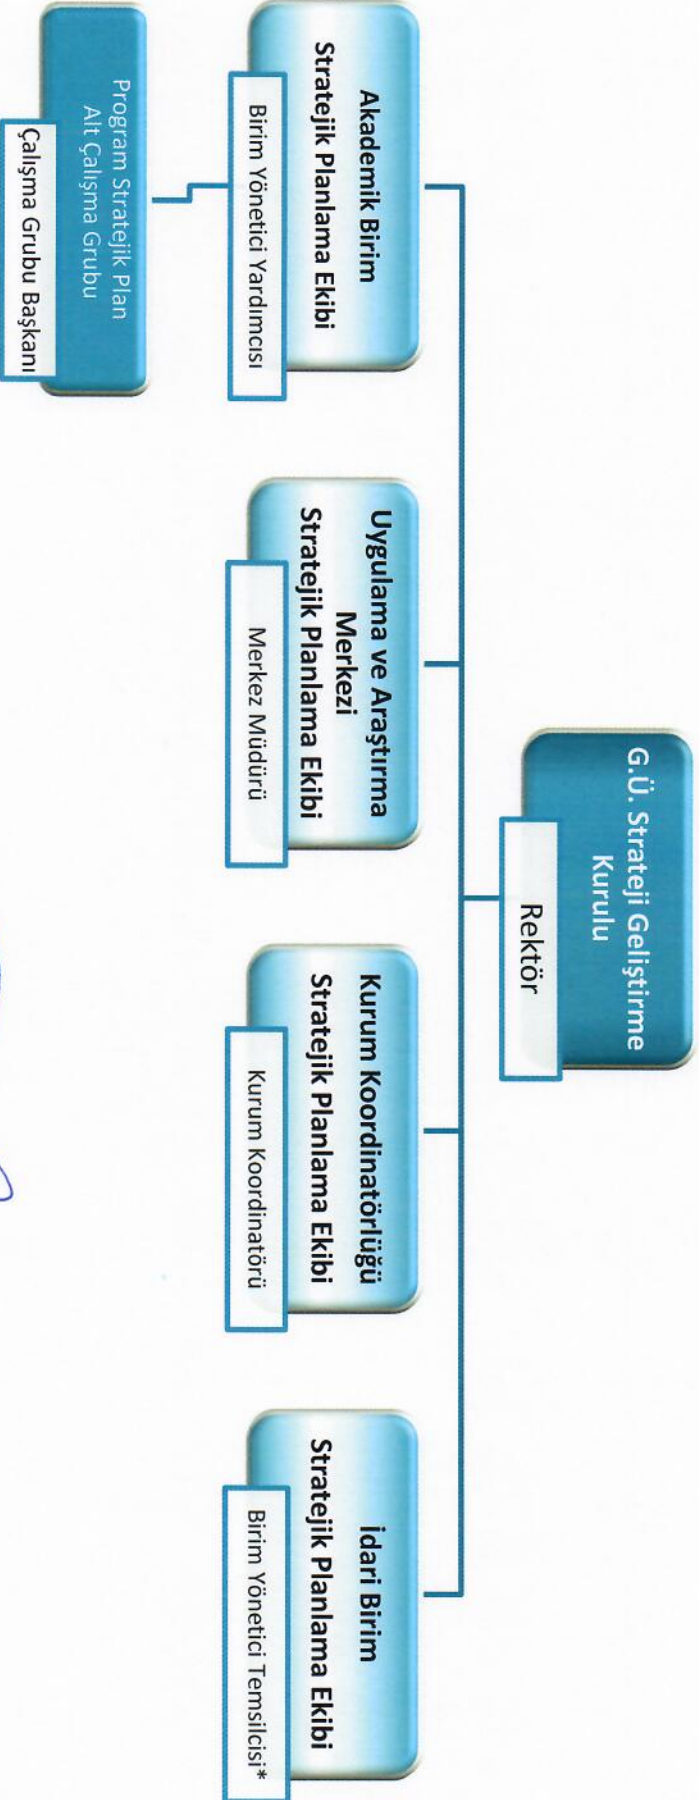 G.Ü. Strateji Geliştirme
Kurulu
Rektör
Akademik Birim
Stratejik Planlama Ekibi
Birim Yönetici Yardımcısı
Uygulama ve Araştırma
Merkezi
Stratejik Planlama Ekibi
Merkez Müdürü
Kurum Koordinatörlüğü
Stratejik Planlama Ekibi
Kurum Koordinatörü
İdari Birim
Stratejik Planlama Ekibi
Birim Yönetici Temsilcisi*
Program Stratejik Plan
Alt Çalışma Grubu
Çalışma Grubu Başkanı